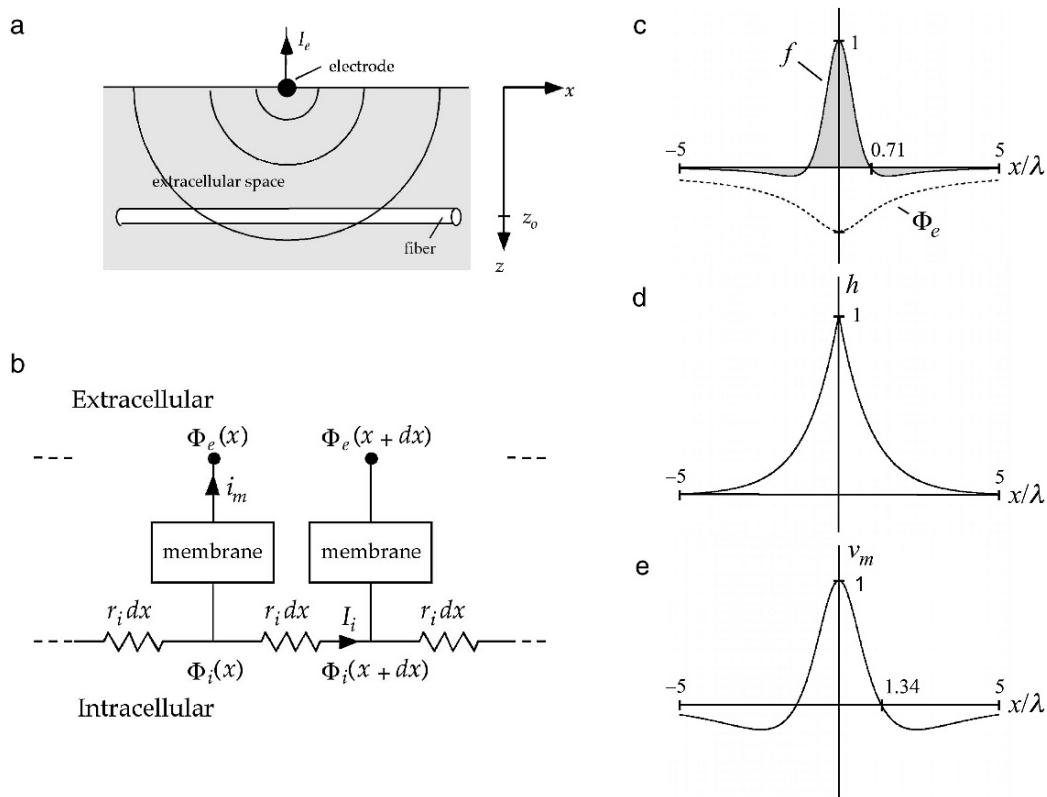 a
I_e
electrode
x
extracellular space
z_o
fiber
z
b
Extracellular
Φ_e(x)
Φ_e(x + dx)
i_m
membrane
membrane
r_i dx
r_i dx
I_i
r_i dx
Φ_i(x)
Φ_i(x + dx)
Intracellular
c
f
1
−5
0.71
5
x/λ
Φ_e
d
h
1
−5
5
x/λ
e
v_m
1
−5
1.34
5
x/λ